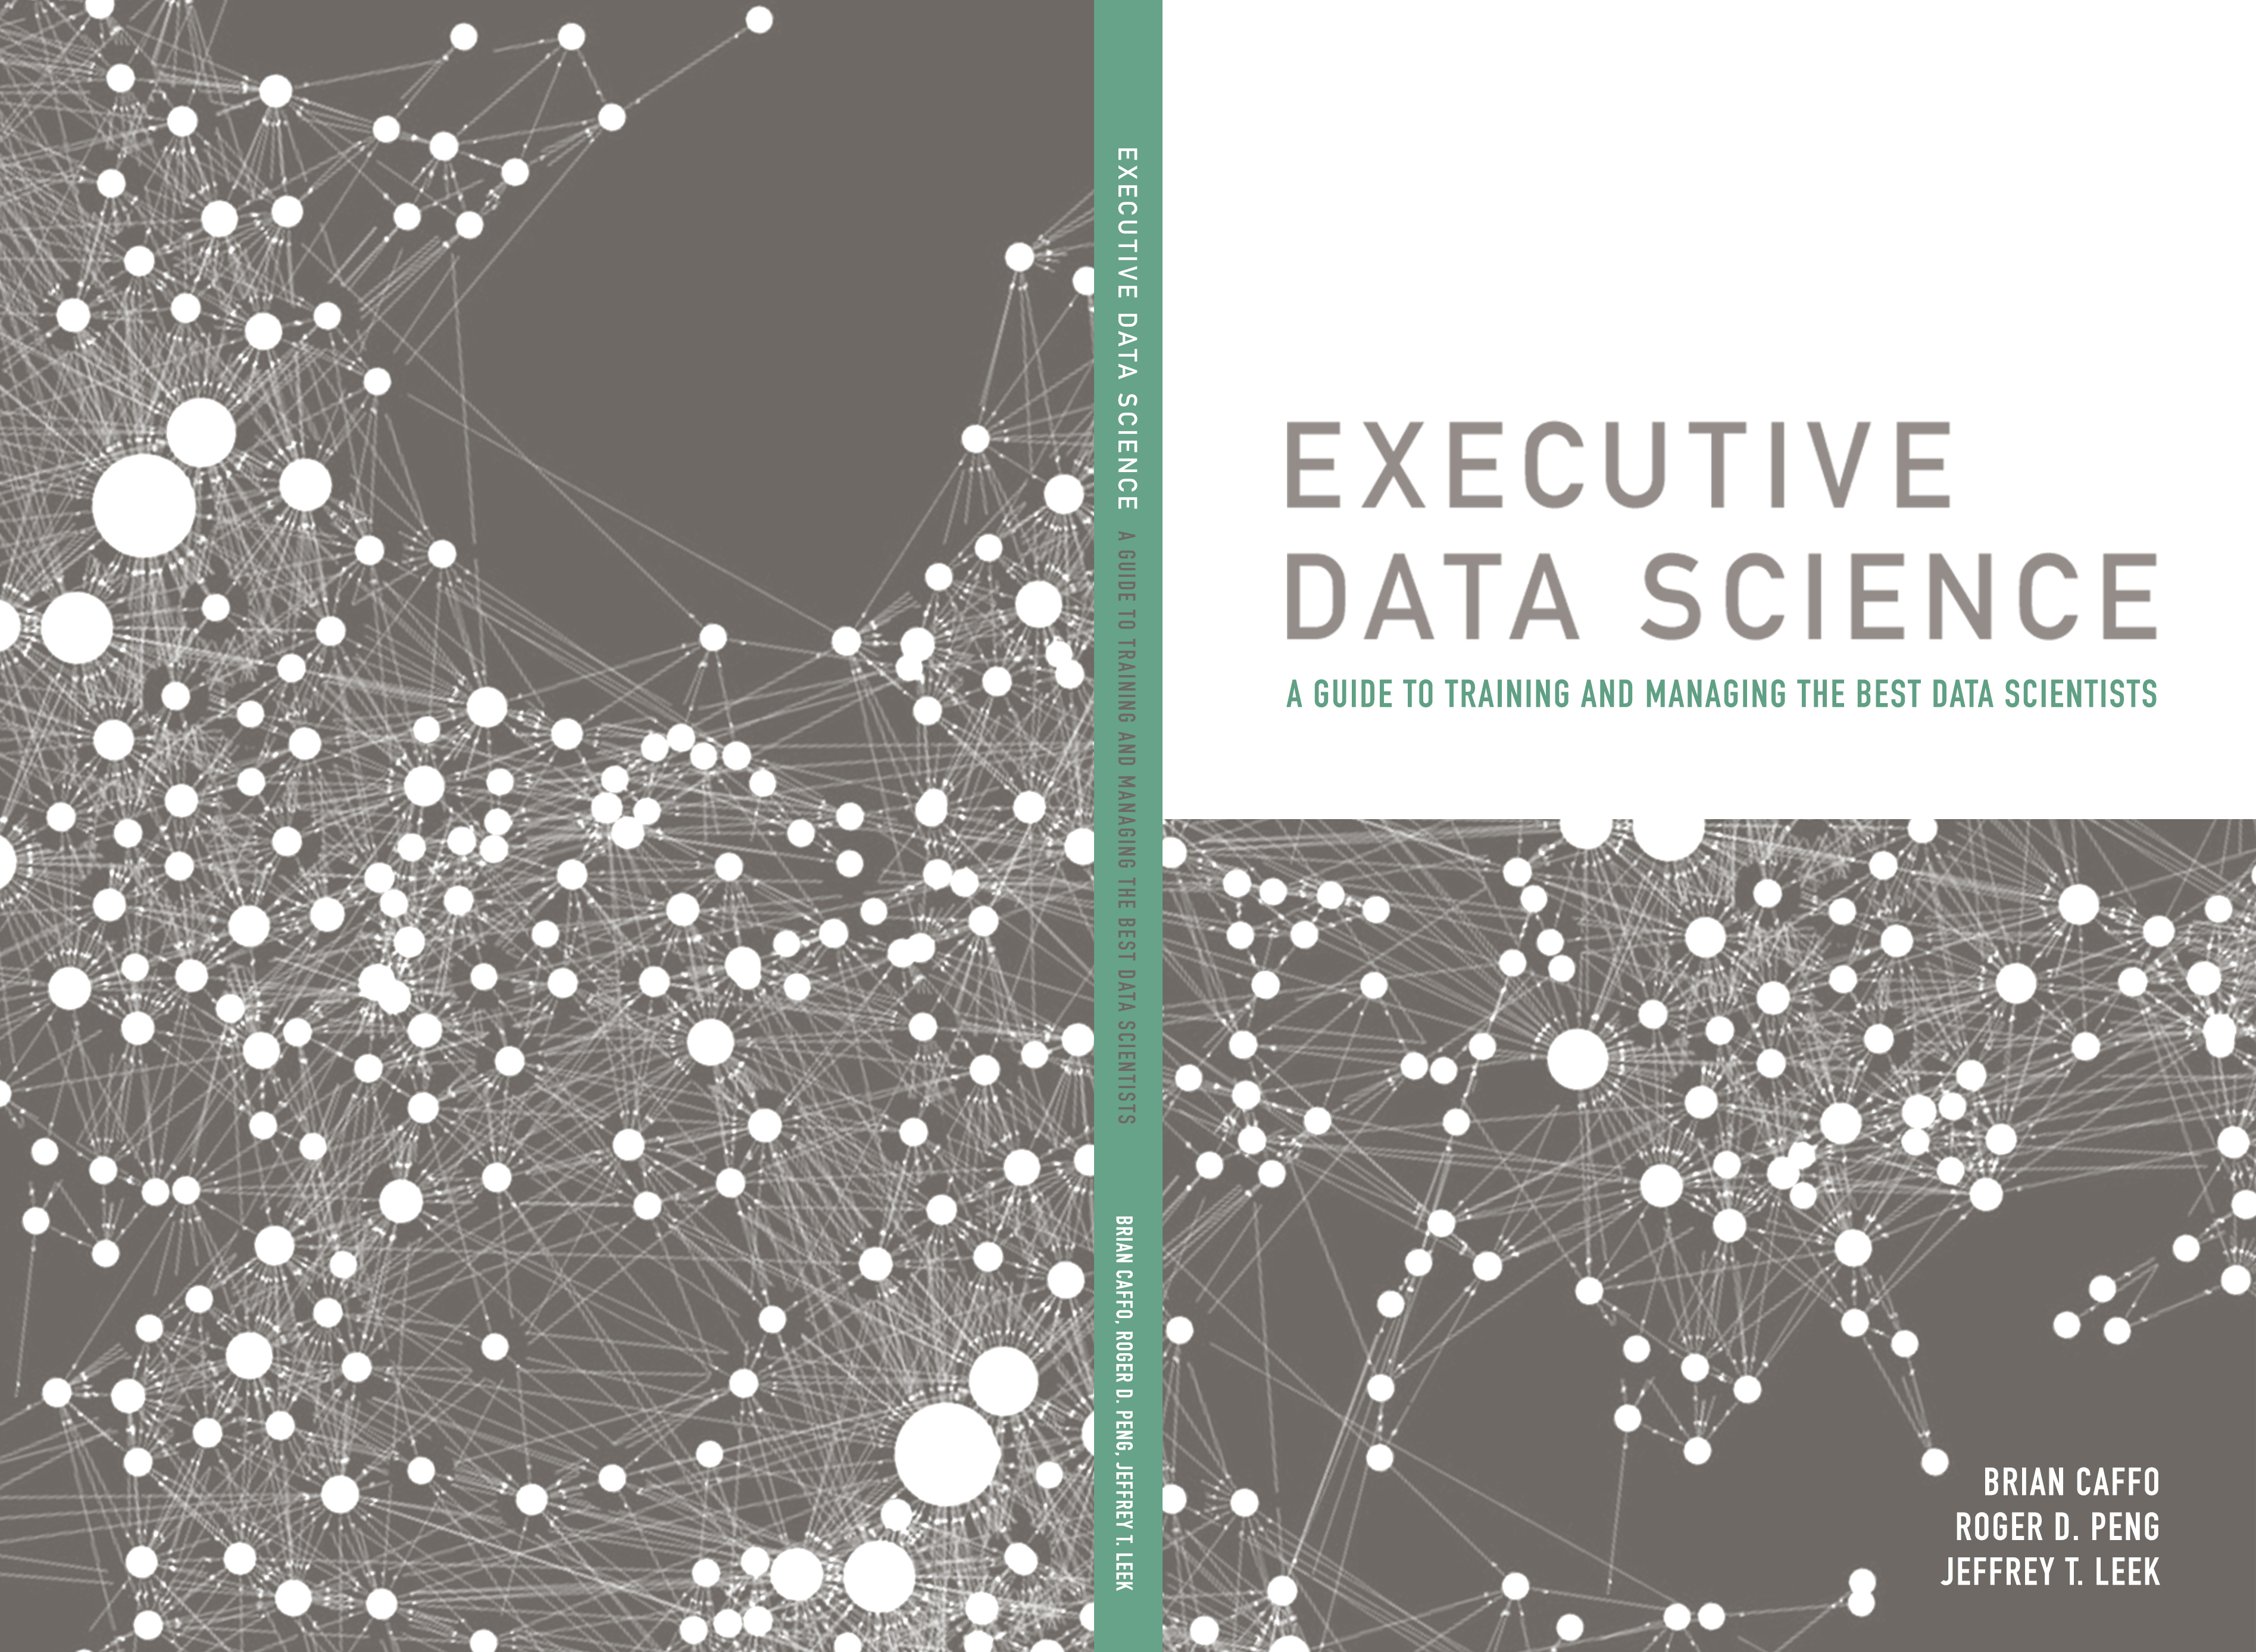 EXECUTIVE DATA SCIENCE A GUIDE TO TRAINING AND MANAGING THE BEST DATA SCIENTISTS BRIAN CAFFO, ROGER D. PENG, JEFFREY T. LEEK
EXECUTIVE
DATA SCIENCE
A GUIDE TO TRAINING AND MANAGING THE BEST DATA SCIENTISTS
BRIAN CAFFO
ROGER D. PENG
JEFFREY T. LEEK